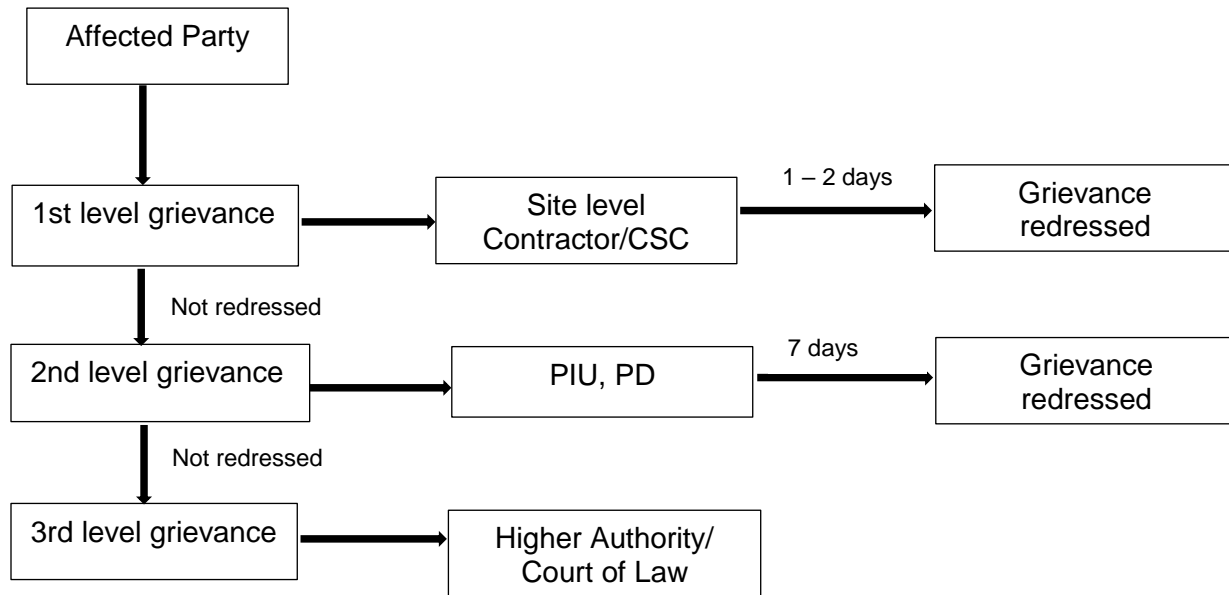 Affected Party
1 – 2 days
1st level grievance
Site level
Contractor/CSC
Grievance
redressed
Not redressed
2nd level grievance
PIU, PD
7 days
Grievance
redressed
Not redressed
3rd level grievance
Higher Authority/
Court of Law